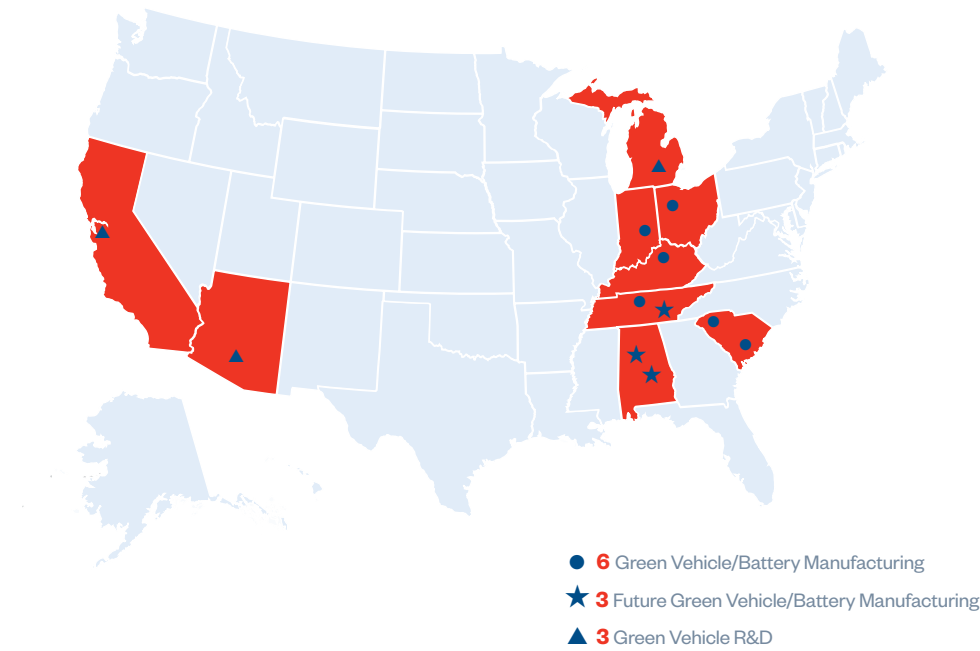 6 Green Vehicle/Battery Manufacturing
3 Future Green Vehicle/Battery Manufacturing
3 Green Vehicle R&D